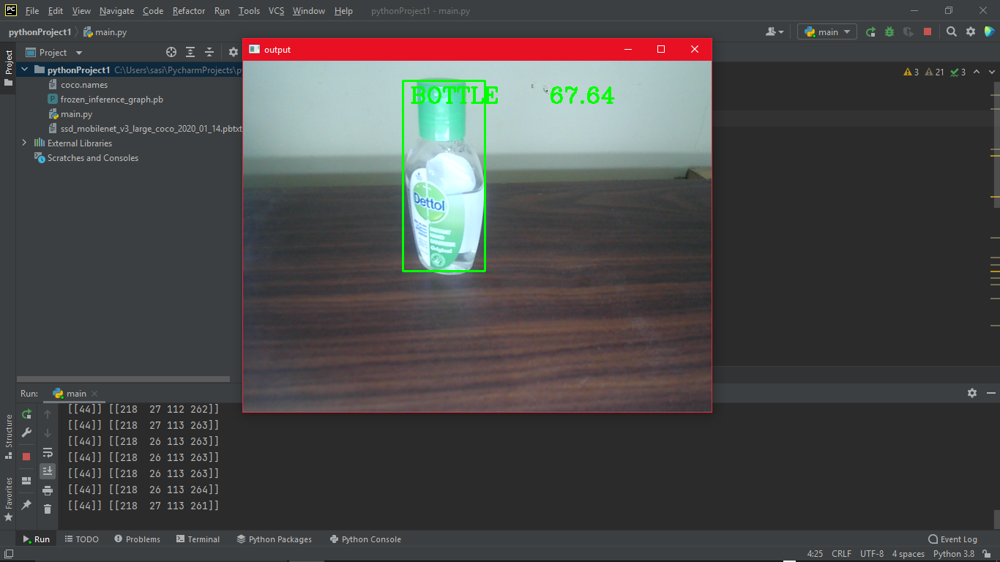 File Edit View Navigate Code Refactor Run Tools VCS Window Help pythonProject1 - main.py
pythonProject1 main.py
main
output
Project
Project
pythonProject1 C:\Users\sasi\PycharmProjects\py
coco.names
frozen_inference_graph.pb
main.py
ssd_mobilenet_v3_large_coco_2020_01_14.pbtxt
External Libraries
Scratches and Consoles
3 21 3
BOTTLE 67.64
Dettol
INSTANT
HAND
SANITIZER
Original
Run: main
[[44]] [[218  27 112 262]]
[[44]] [[218  27 113 263]]
[[44]] [[218  26 113 263]]
[[44]] [[218  26 113 263]]
[[44]] [[218  26 113 263]]
[[44]] [[218  26 113 264]]
[[44]] [[218  27 113 261]]
Structure
Favorites
Run TODO Problems Terminal Python Packages Python Console Event Log
4:25 CRLF UTF-8 4 spaces Python 3.8